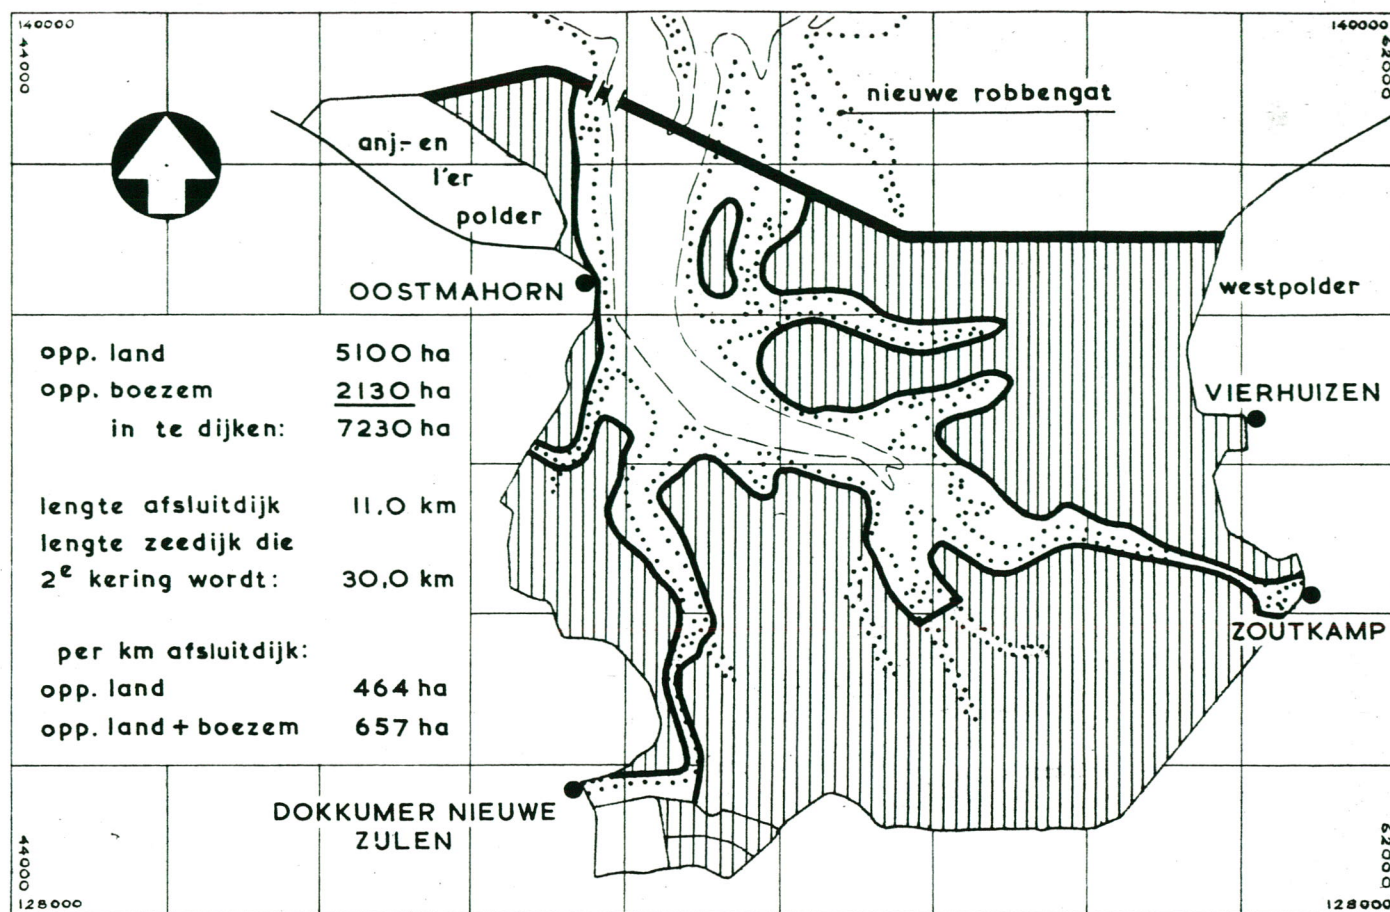 140000
140000
44000
62000
nieuwe robbengat
anj.- en
l'er
polder
OOSTMAHORN
westpolder
opp. land 5100 ha
opp. boezem 2130 ha
in te dijken: 7230 ha
VIERHUIZEN
lengte afsluitdijk 11,0 km
lengte zeedijk die
2e kering wordt: 30,0 km
ZOUTKAMP
per km afsluitdijk:
opp. land 464 ha
opp. land + boezem 657 ha
DOKKUMER NIEUWE
ZIJLEN
44000
62000
128000
128000